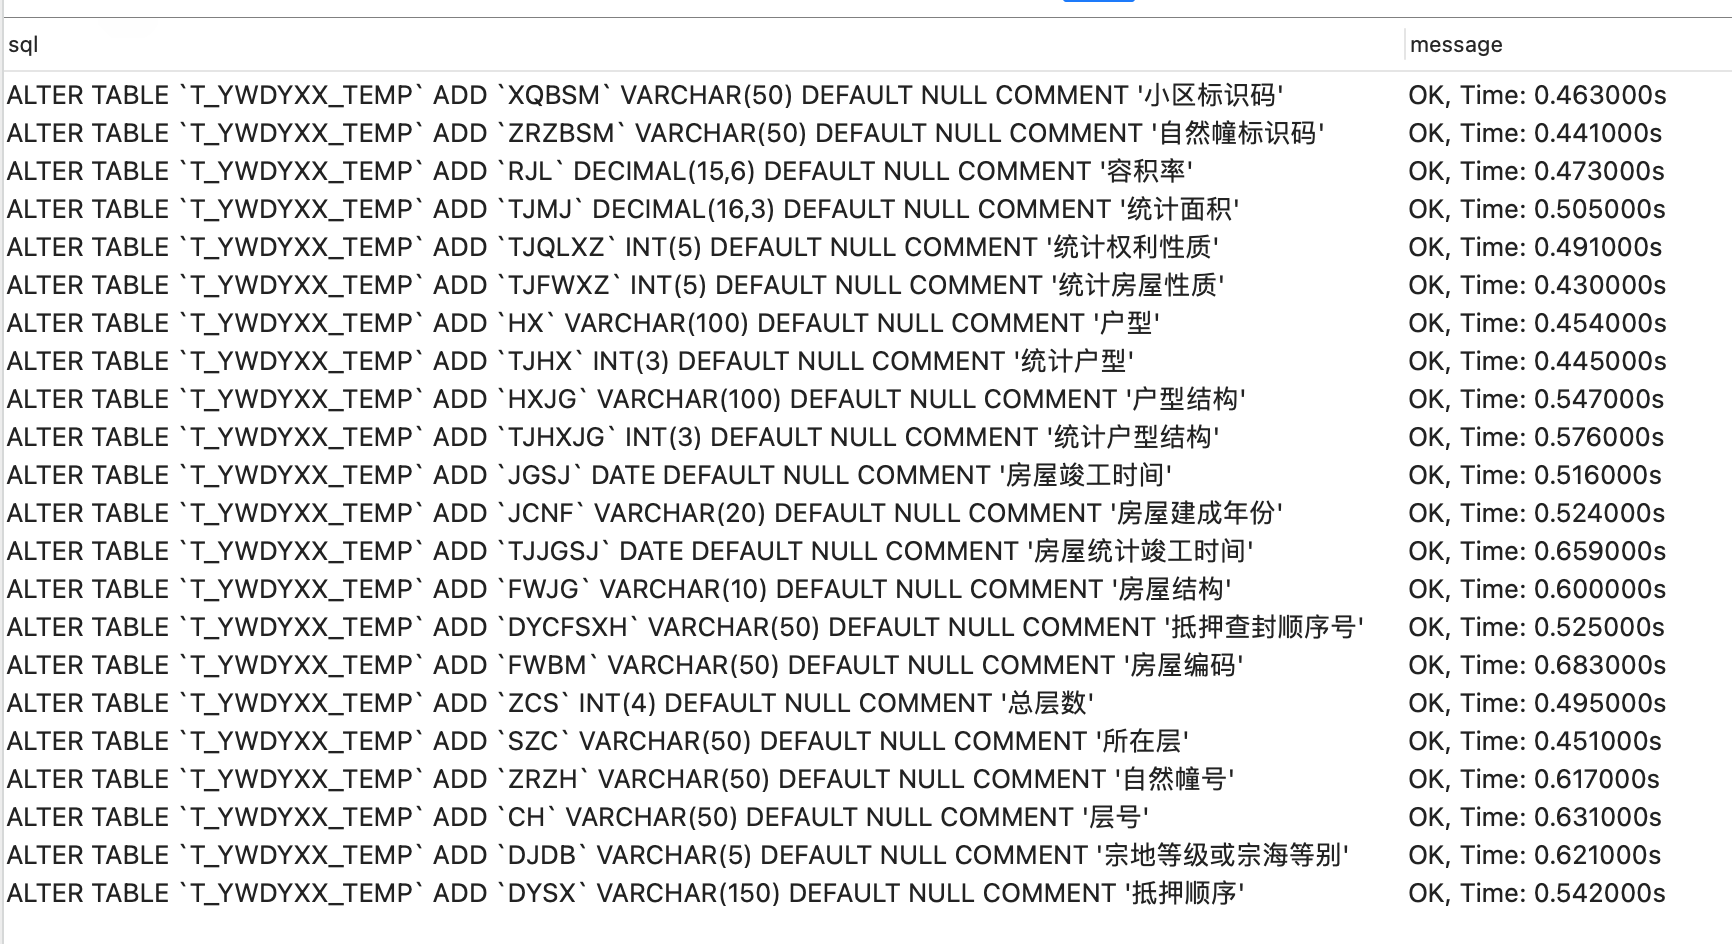 sql message
ALTER TABLE `T_YWDYXX_TEMP` ADD `XQBSM` VARCHAR(50) DEFAULT NULL COMMENT '小区标识码' OK, Time: 0.463000s
ALTER TABLE `T_YWDYXX_TEMP` ADD `ZRZBSM` VARCHAR(50) DEFAULT NULL COMMENT '自然幢标识码' OK, Time: 0.441000s
ALTER TABLE `T_YWDYXX_TEMP` ADD `RJL` DECIMAL(15,6) DEFAULT NULL COMMENT '容积率' OK, Time: 0.473000s
ALTER TABLE `T_YWDYXX_TEMP` ADD `TJMJ` DECIMAL(16,3) DEFAULT NULL COMMENT '统计面积' OK, Time: 0.505000s
ALTER TABLE `T_YWDYXX_TEMP` ADD `TJQLXZ` INT(5) DEFAULT NULL COMMENT '统计权利性质' OK, Time: 0.491000s
ALTER TABLE `T_YWDYXX_TEMP` ADD `TJFWXZ` INT(5) DEFAULT NULL COMMENT '统计房屋性质' OK, Time: 0.430000s
ALTER TABLE `T_YWDYXX_TEMP` ADD `HX` VARCHAR(100) DEFAULT NULL COMMENT '户型' OK, Time: 0.454000s
ALTER TABLE `T_YWDYXX_TEMP` ADD `TJHX` INT(3) DEFAULT NULL COMMENT '统计户型' OK, Time: 0.445000s
ALTER TABLE `T_YWDYXX_TEMP` ADD `HXJG` VARCHAR(100) DEFAULT NULL COMMENT '户型结构' OK, Time: 0.547000s
ALTER TABLE `T_YWDYXX_TEMP` ADD `TJHXJG` INT(3) DEFAULT NULL COMMENT '统计户型结构' OK, Time: 0.576000s
ALTER TABLE `T_YWDYXX_TEMP` ADD `JGSJ` DATE DEFAULT NULL COMMENT '房屋竣工时间' OK, Time: 0.516000s
ALTER TABLE `T_YWDYXX_TEMP` ADD `JCNF` VARCHAR(20) DEFAULT NULL COMMENT '房屋建成年份' OK, Time: 0.524000s
ALTER TABLE `T_YWDYXX_TEMP` ADD `TJJGSJ` DATE DEFAULT NULL COMMENT '房屋统计竣工时间' OK, Time: 0.659000s
ALTER TABLE `T_YWDYXX_TEMP` ADD `FWJG` VARCHAR(10) DEFAULT NULL COMMENT '房屋结构' OK, Time: 0.600000s
ALTER TABLE `T_YWDYXX_TEMP` ADD `DYCFSXH` VARCHAR(50) DEFAULT NULL COMMENT '抵押查封顺序号' OK, Time: 0.525000s
ALTER TABLE `T_YWDYXX_TEMP` ADD `FWBM` VARCHAR(50) DEFAULT NULL COMMENT '房屋编码' OK, Time: 0.683000s
ALTER TABLE `T_YWDYXX_TEMP` ADD `ZCS` INT(4) DEFAULT NULL COMMENT '总层数' OK, Time: 0.495000s
ALTER TABLE `T_YWDYXX_TEMP` ADD `SZC` VARCHAR(50) DEFAULT NULL COMMENT '所在层' OK, Time: 0.451000s
ALTER TABLE `T_YWDYXX_TEMP` ADD `ZRZH` VARCHAR(50) DEFAULT NULL COMMENT '自然幢号' OK, Time: 0.617000s
ALTER TABLE `T_YWDYXX_TEMP` ADD `CH` VARCHAR(50) DEFAULT NULL COMMENT '层号' OK, Time: 0.631000s
ALTER TABLE `T_YWDYXX_TEMP` ADD `DJDB` VARCHAR(5) DEFAULT NULL COMMENT '宗地等级或宗海等别' OK, Time: 0.621000s
ALTER TABLE `T_YWDYXX_TEMP` ADD `DYSX` VARCHAR(150) DEFAULT NULL COMMENT '抵押顺序' OK, Time: 0.542000s